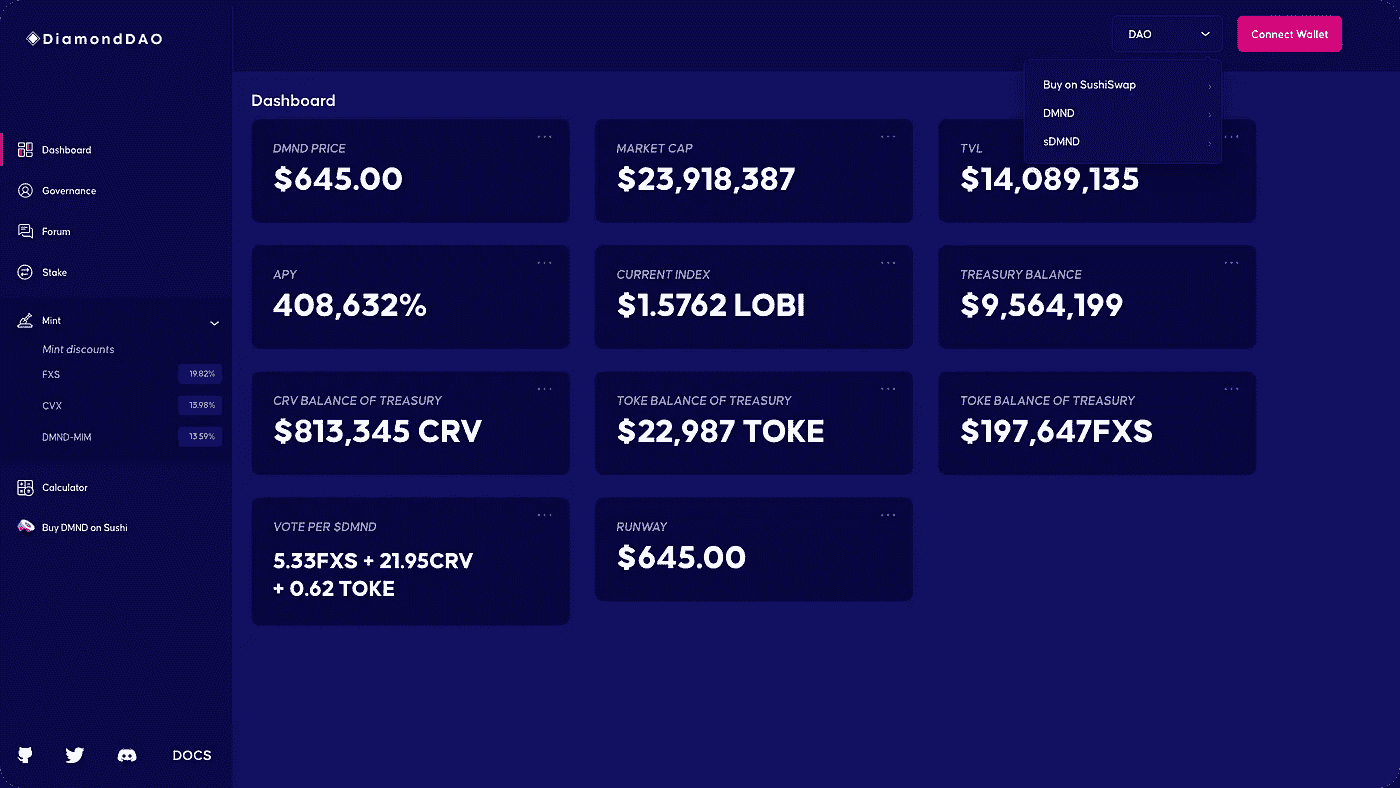 DiamondDAO
DAO
Connect Wallet
Buy on SushiSwap
DMND
sDMND
Dashboard
Governance
Forum
Stake
Mint
Mint discounts
FXS 19.82%
CVX 13.98%
DMND-MIM 13.59%
Calculator
Buy DMND on Sushi
DOCS
Dashboard
DMND PRICE
$645.00
MARKET CAP
$23,918,387
TVL
$14,089,135
APY
408,632%
CURRENT INDEX
$1.5762 LOBI
TREASURY BALANCE
$9,564,199
CRV BALANCE OF TREASURY
$813,345 CRV
TOKE BALANCE OF TREASURY
$22,987 TOKE
TOKE BALANCE OF TREASURY
$197,647FXS
VOTE PER $DMND
5.33FXS + 21.95CRV
+ 0.62 TOKE
RUNWAY
$645.00